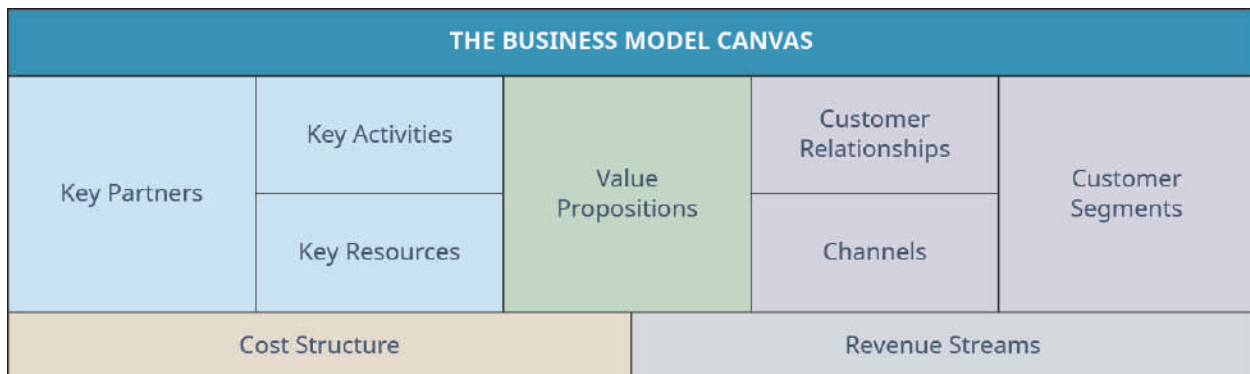 THE BUSINESS MODEL CANVAS
Key Partners
Key Activities
Key Resources
Value
Propositions
Customer
Relationships
Channels
Customer
Segments
Cost Structure
Revenue Streams